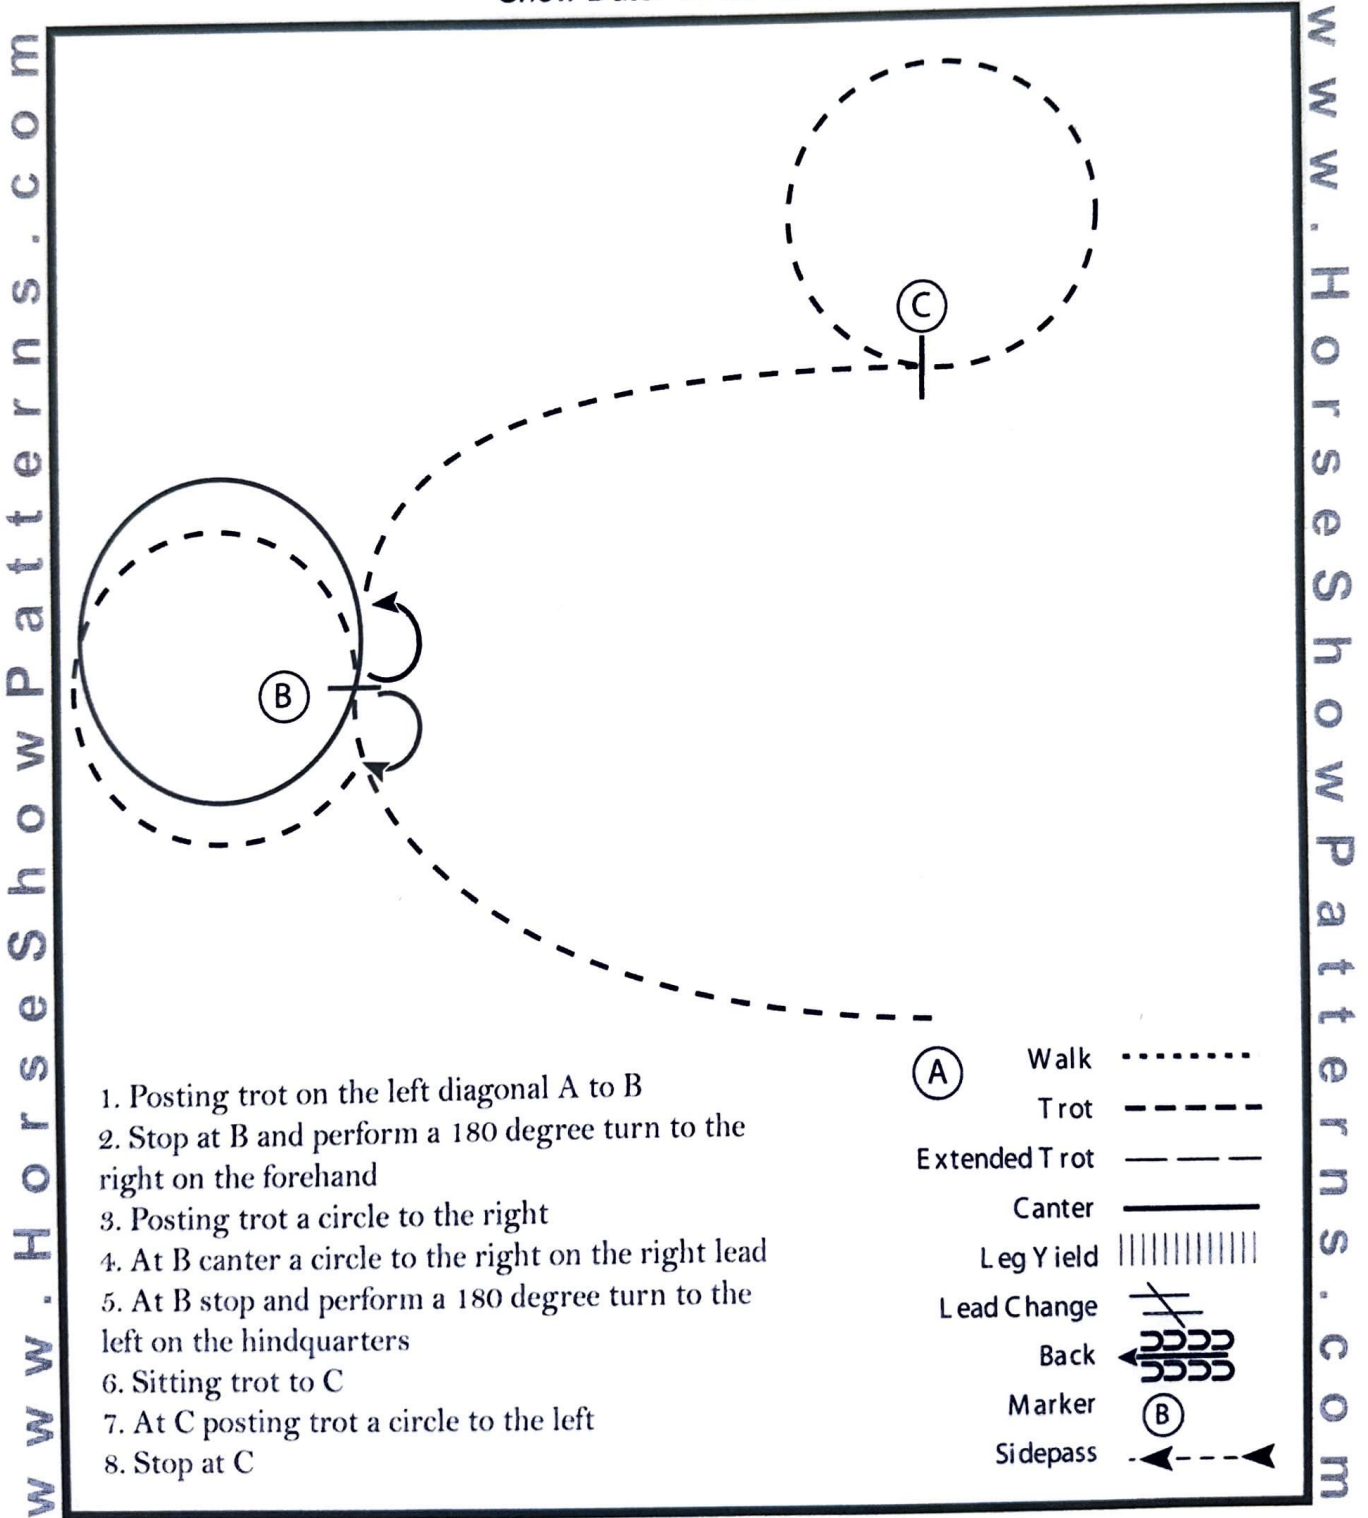 www.HorseShowPatterns.com
www.HorseShowPatterns.com
C
B
A
1. Posting trot on the left diagonal A to B
2. Stop at B and perform a 180 degree turn to the
right on the forehand
3. Posting trot a circle to the right
4. At B canter a circle to the right on the right lead
5. At B stop and perform a 180 degree turn to the
left on the hindquarters
6. Sitting trot to C
7. At C posting trot a circle to the left
8. Stop at C
Walk
Trot
Extended Trot
Canter
Leg Yield
Lead Change
Back
Marker B
Sidepass